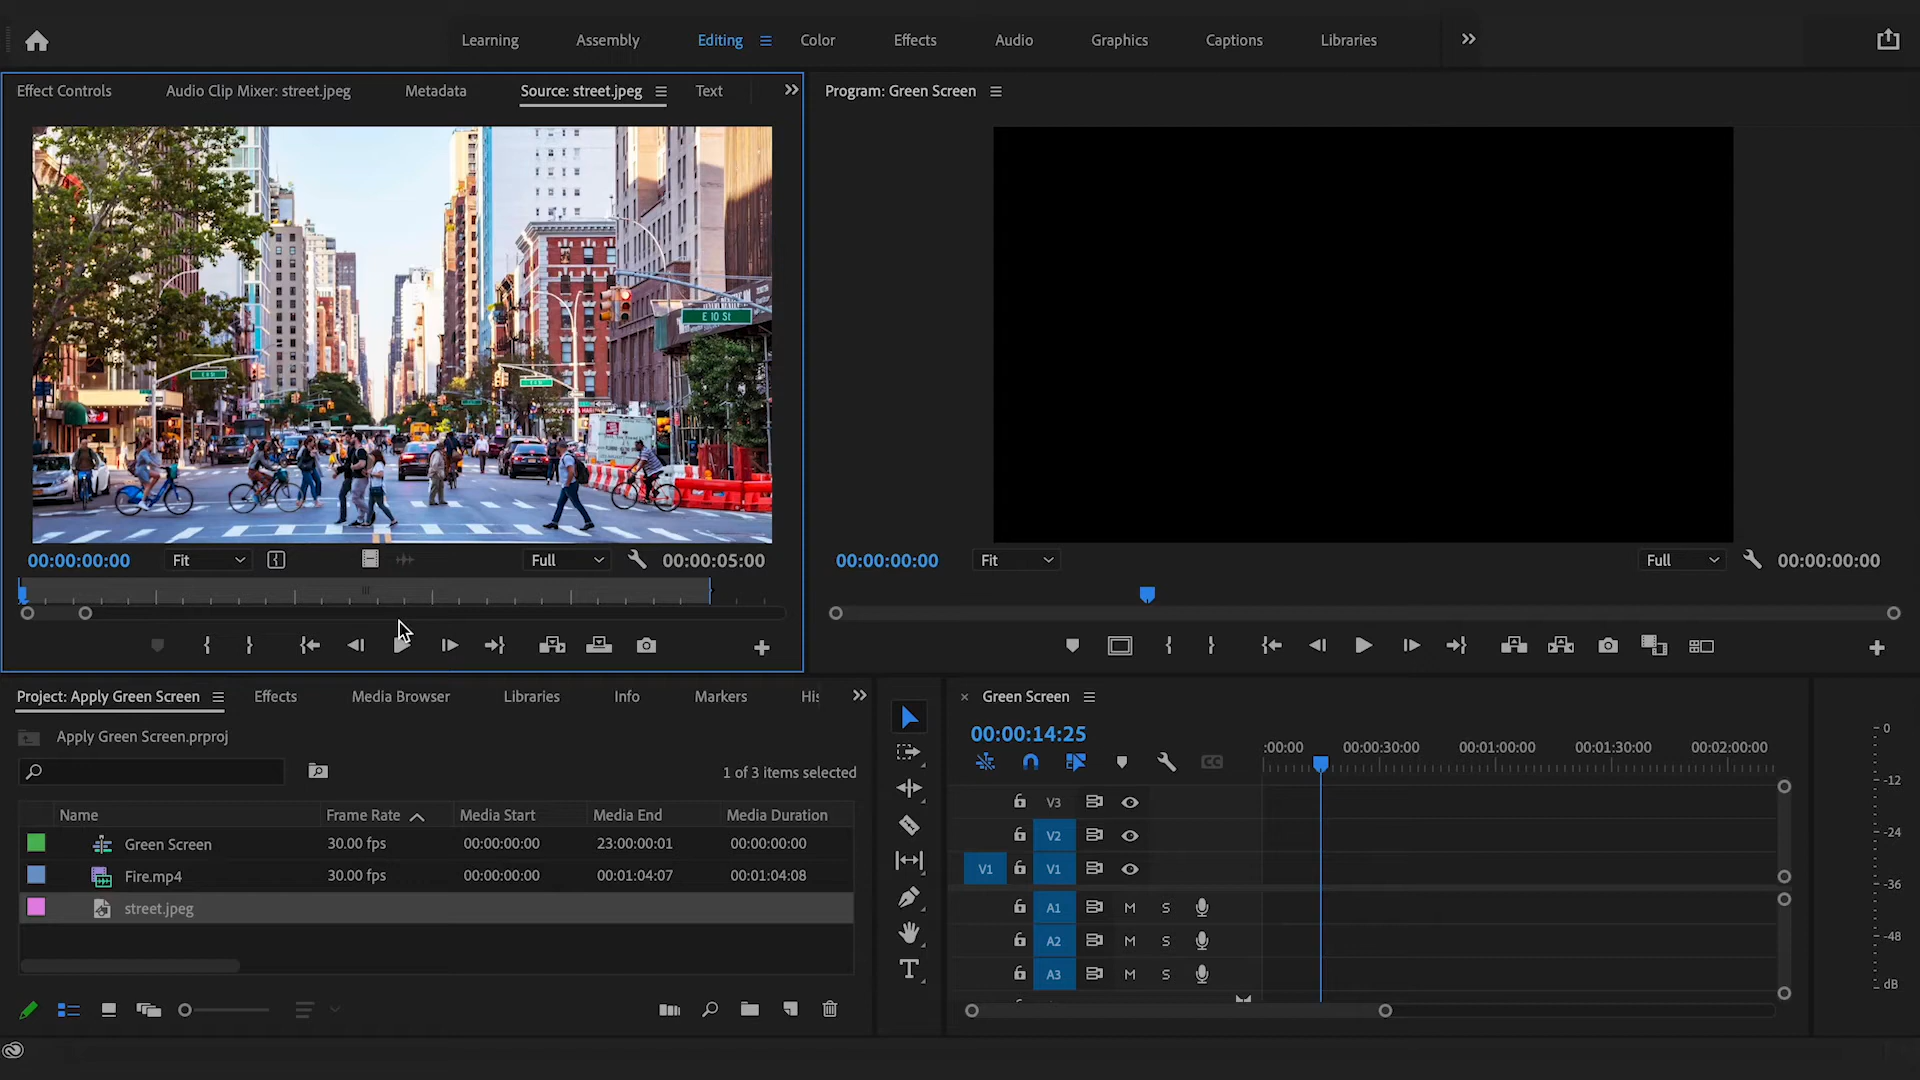 Learning Assembly Editing Color Effects Audio Graphics Captions Libraries
Effect Controls Audio Clip Mixer: street.jpeg Metadata Source: street.jpeg Text
Program: Green Screen
E 10 St
00:00:00:00 Fit Full 00:00:05:00
00:00:00:00 Fit Full 00:00:00:00
Project: Apply Green Screen Effects Media Browser Libraries Info Markers His
Apply Green Screen.prproj
1 of 3 items selected
Name Frame Rate Media Start Media End Media Duration
Green Screen 30.00 fps 00:00:00:00 23:00:00:01 00:00:00:00
Fire.mp4 30.00 fps 00:00:00:00 00:01:04:07 00:01:04:08
street.jpeg
Green Screen
00:00:14:25
:00:00 00:00:30:00 00:01:00:00 00:01:30:00 00:02:00:00
CC
V3
V2
V1 V1
A1 M S
A2 M S
A3 M S
0
-12
-24
-36
-48
dB